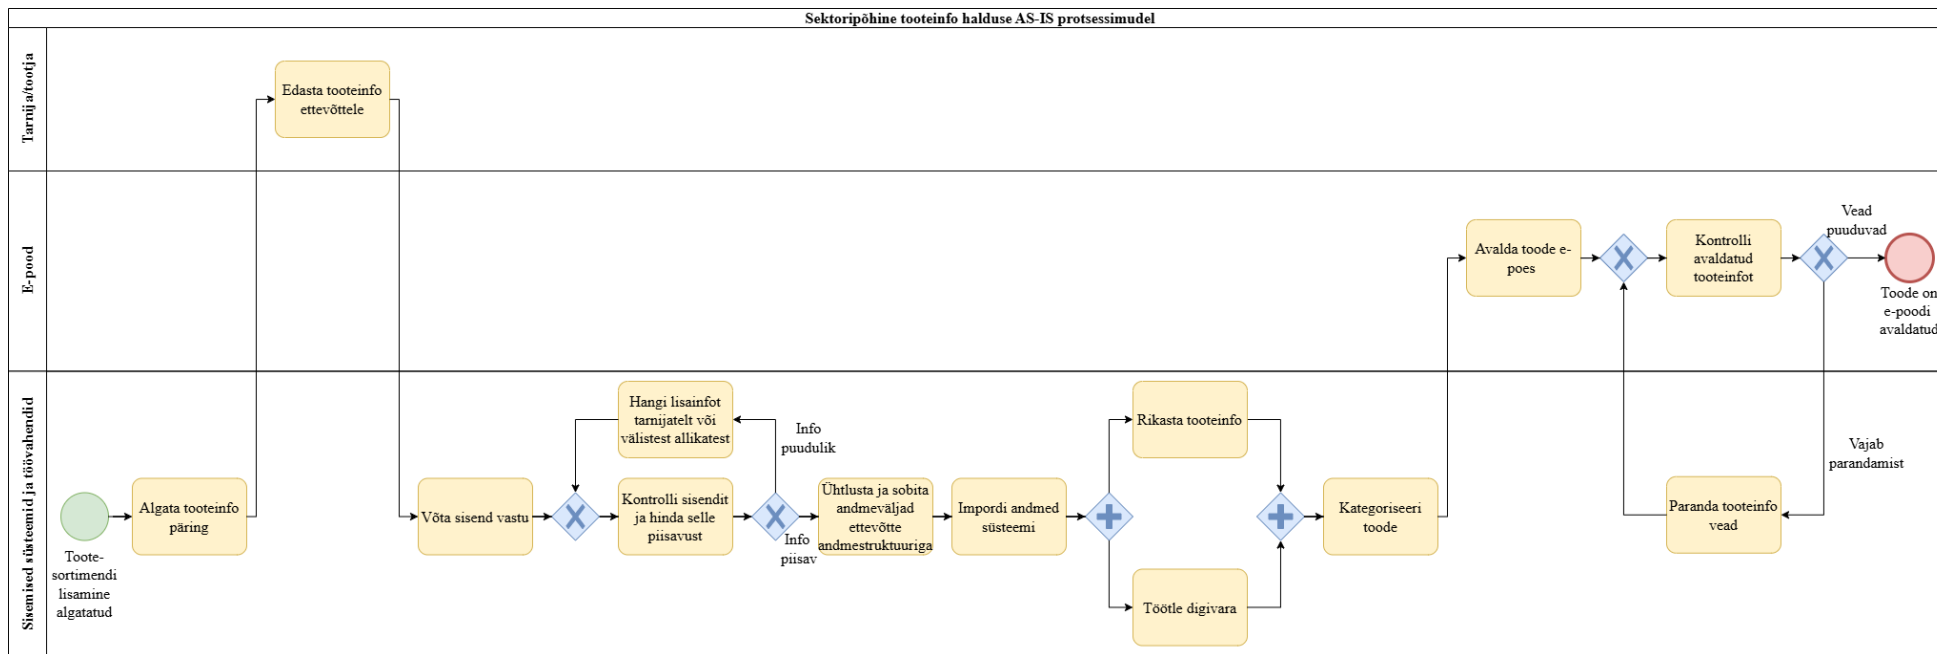 Sektoripõhine tooteinfo halduse AS-IS protsessimudel
Tarnija/tootja
Edasta tooteinfo
ettevõttele
E-pood
Avalda toode e-
poes
Kontrolli
avaldatud
tooteinfot
Vead
puuduvad
Toode on
e-poodi
avaldatud
Sisemised süsteemid ja töövahendid
Toote-
sortimendi
lisamine
algatatud
Algata tooteinfo
päring
Võta sisend vastu
Hangi lisainfot
tarnijatelt või
välistest allikatest
Kontrolli sisendit
ja hinda selle
piisavust
Info
puudulik
Info
piisav
Ühtlusta ja sobita
andmeväljad
ettevõtte
andmestruktuuriga
Impordi andmed
süsteemi
Rikasta tooteinfo
Töötle digivara
Kategoriseeri
toode
Paranda tooteinfo
vead
Vajab
parandamist